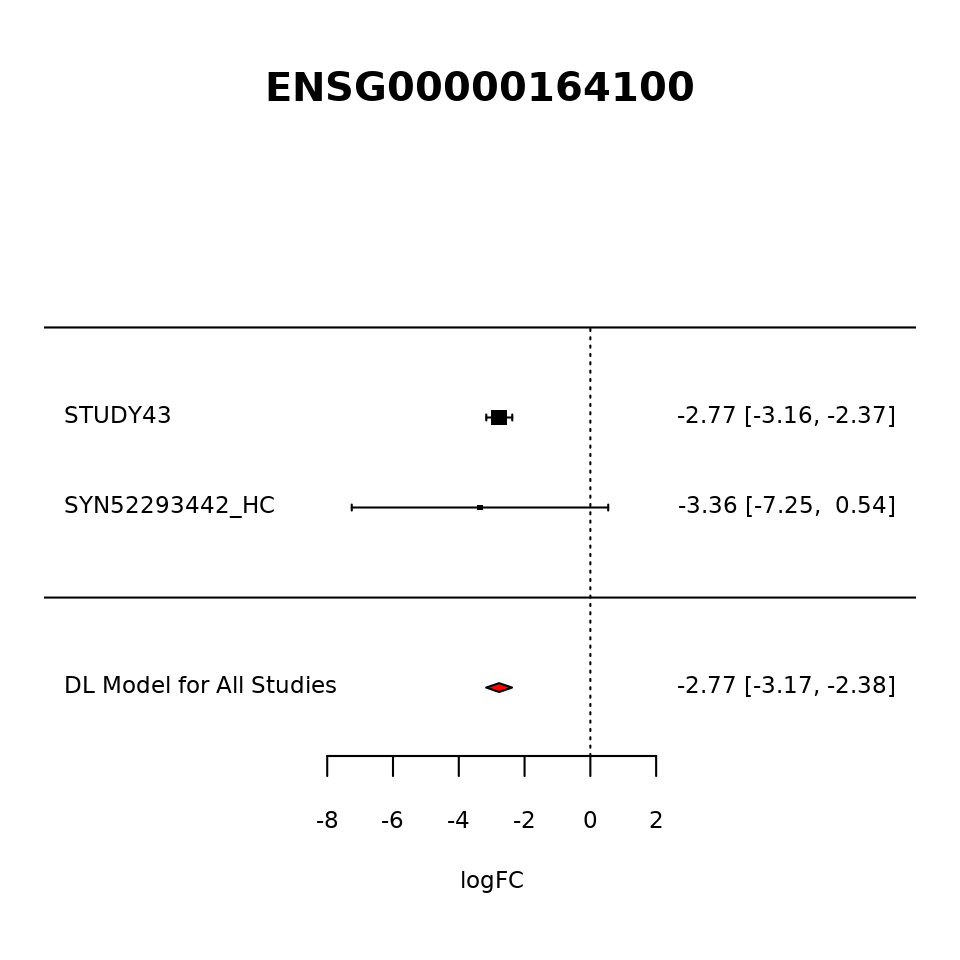 ENSG00000164100
STUDY43 -2.77 [-3.16, -2.37]
SYN52293442_HC -3.36 [-7.25, 0.54]
DL Model for All Studies -2.77 [-3.17, -2.38]
-8 -6 -4 -2 0 2
logFC